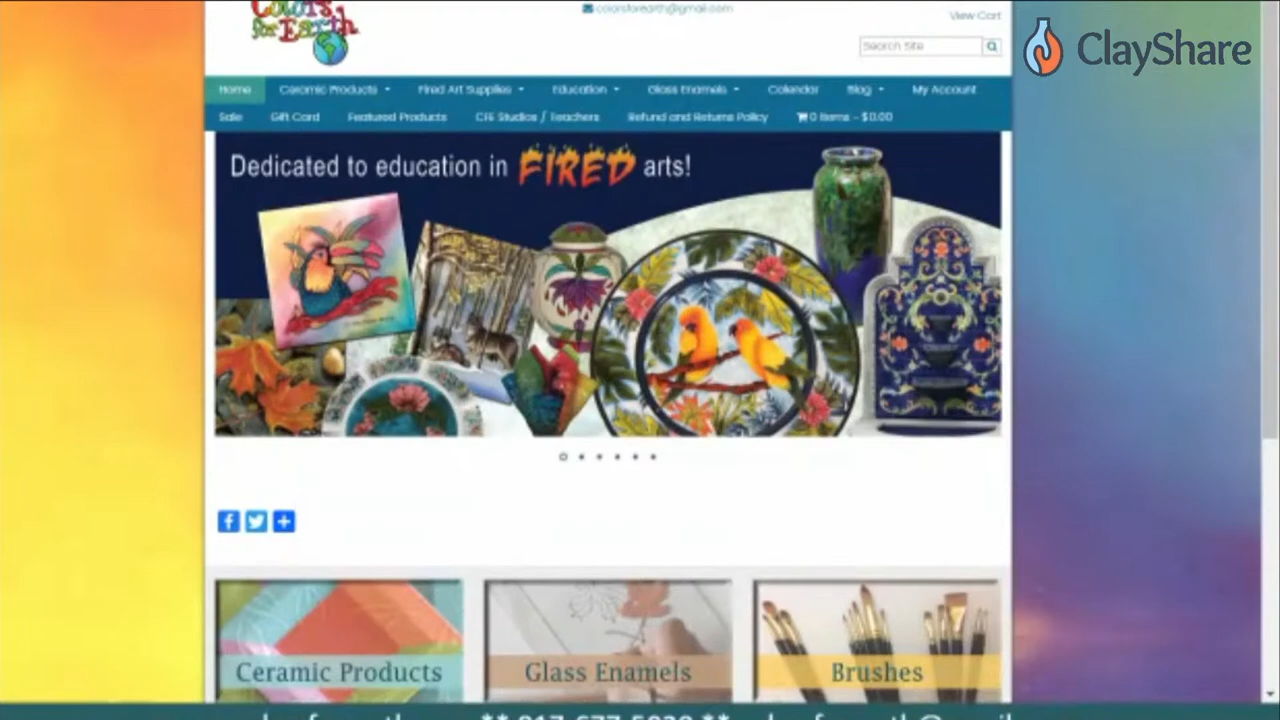 Colors
for Earth
colorsforearth@gmail.com
View Cart
Search Site
ClayShare
Home Ceramic Products Fired Art Supplies Education Glass Enamels Calendar Blog My Account
Sale Gift Card Featured Products CFE Studios / Teachers Refund and Returns Policy 0 Items - $0.00
Dedicated to education in FIRED arts!
Ceramic Products Glass Enamels Brushes